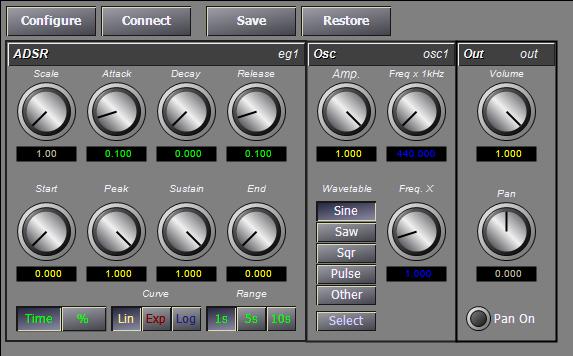 Configure Connect Save Restore
ADSR eg1 Osc osc1 Out out
Scale Attack Decay Release Amp. Freq x 1kHz Volume
1.00 0.100 0.000 0.100 1.000 440.000 1.000
Start Peak Sustain End Wavetable Freq. X Pan
Sine
Saw
Sqr
Pulse
Other
0.000 1.000 1.000 0.000 1.000 0.000
Curve Range
Time % Lin Exp Log 1s 5s 10s Select Pan On